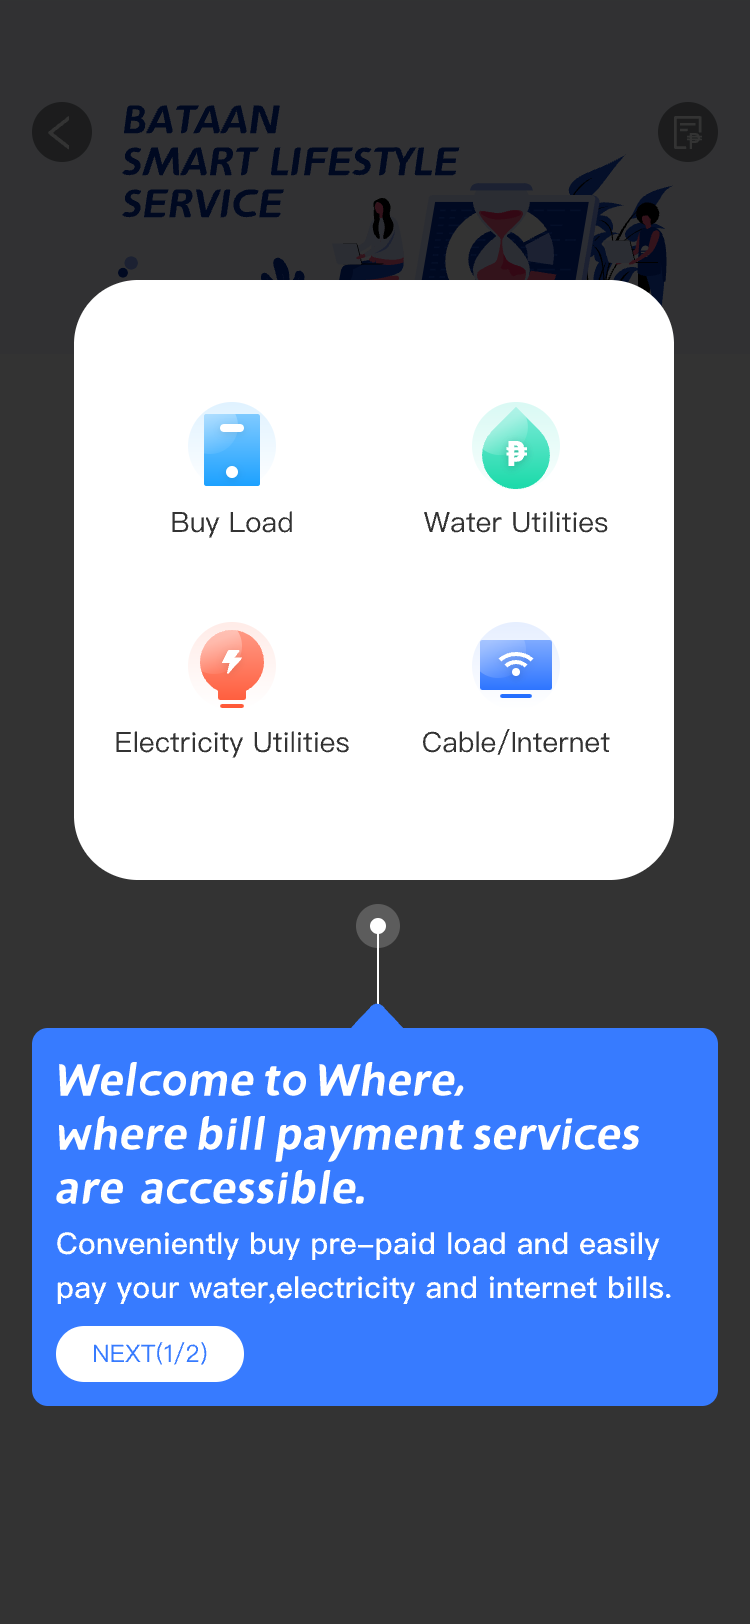 BATAAN
SMART LIFESTYLE
SERVICE
Buy Load
Water Utilities
Electricity Utilities
Cable/Internet
Welcome to Where,
where bill payment services
are accessible.
Conveniently buy pre–paid load and easily
pay your water,electricity and internet bills.
NEXT(1/2)